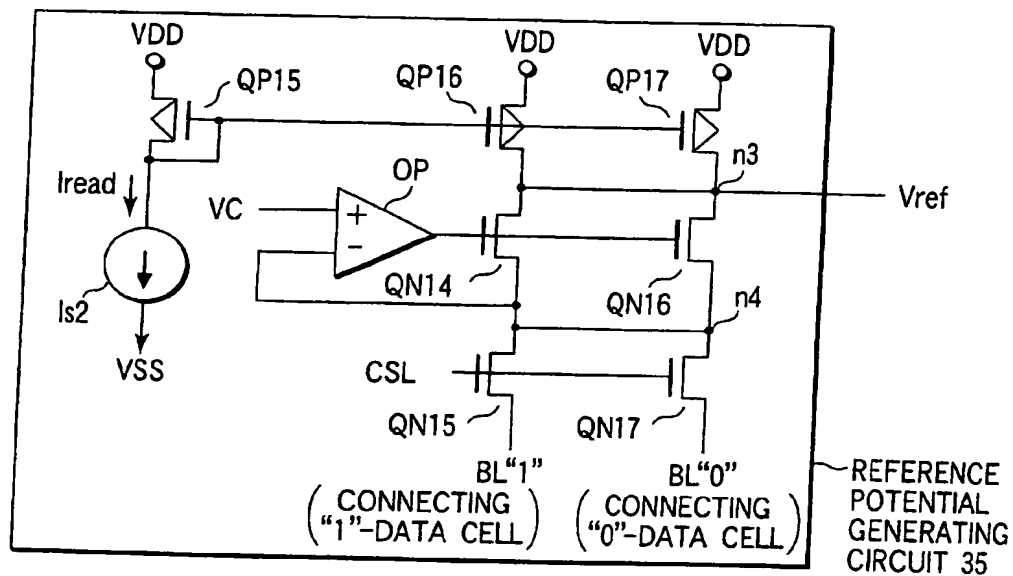 VDD
VDD
VDD
QP15
QP16
QP17
n3
Iread
OP
VC
+
−
Vref
QN14
QN16
n4
Is2
VSS
CSL
QN15
QN17
BL“1”
BL“0”
(CONNECTING
“1”-DATA CELL)
(CONNECTING
“0”-DATA CELL)
REFERENCE
POTENTIAL
GENERATING
CIRCUIT 35